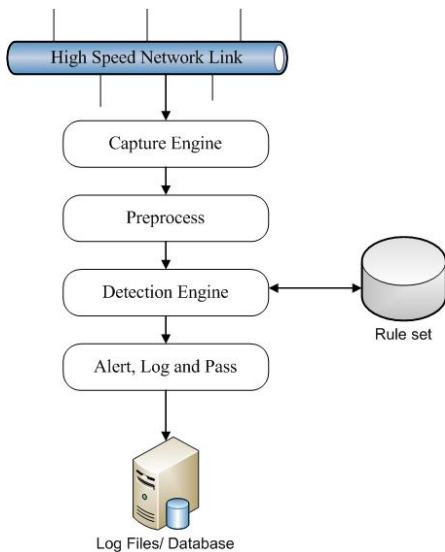 High Speed Network Link
Capture Engine
Preprocess
Detection Engine
Rule set
Alert, Log and Pass
Log Files/ Database